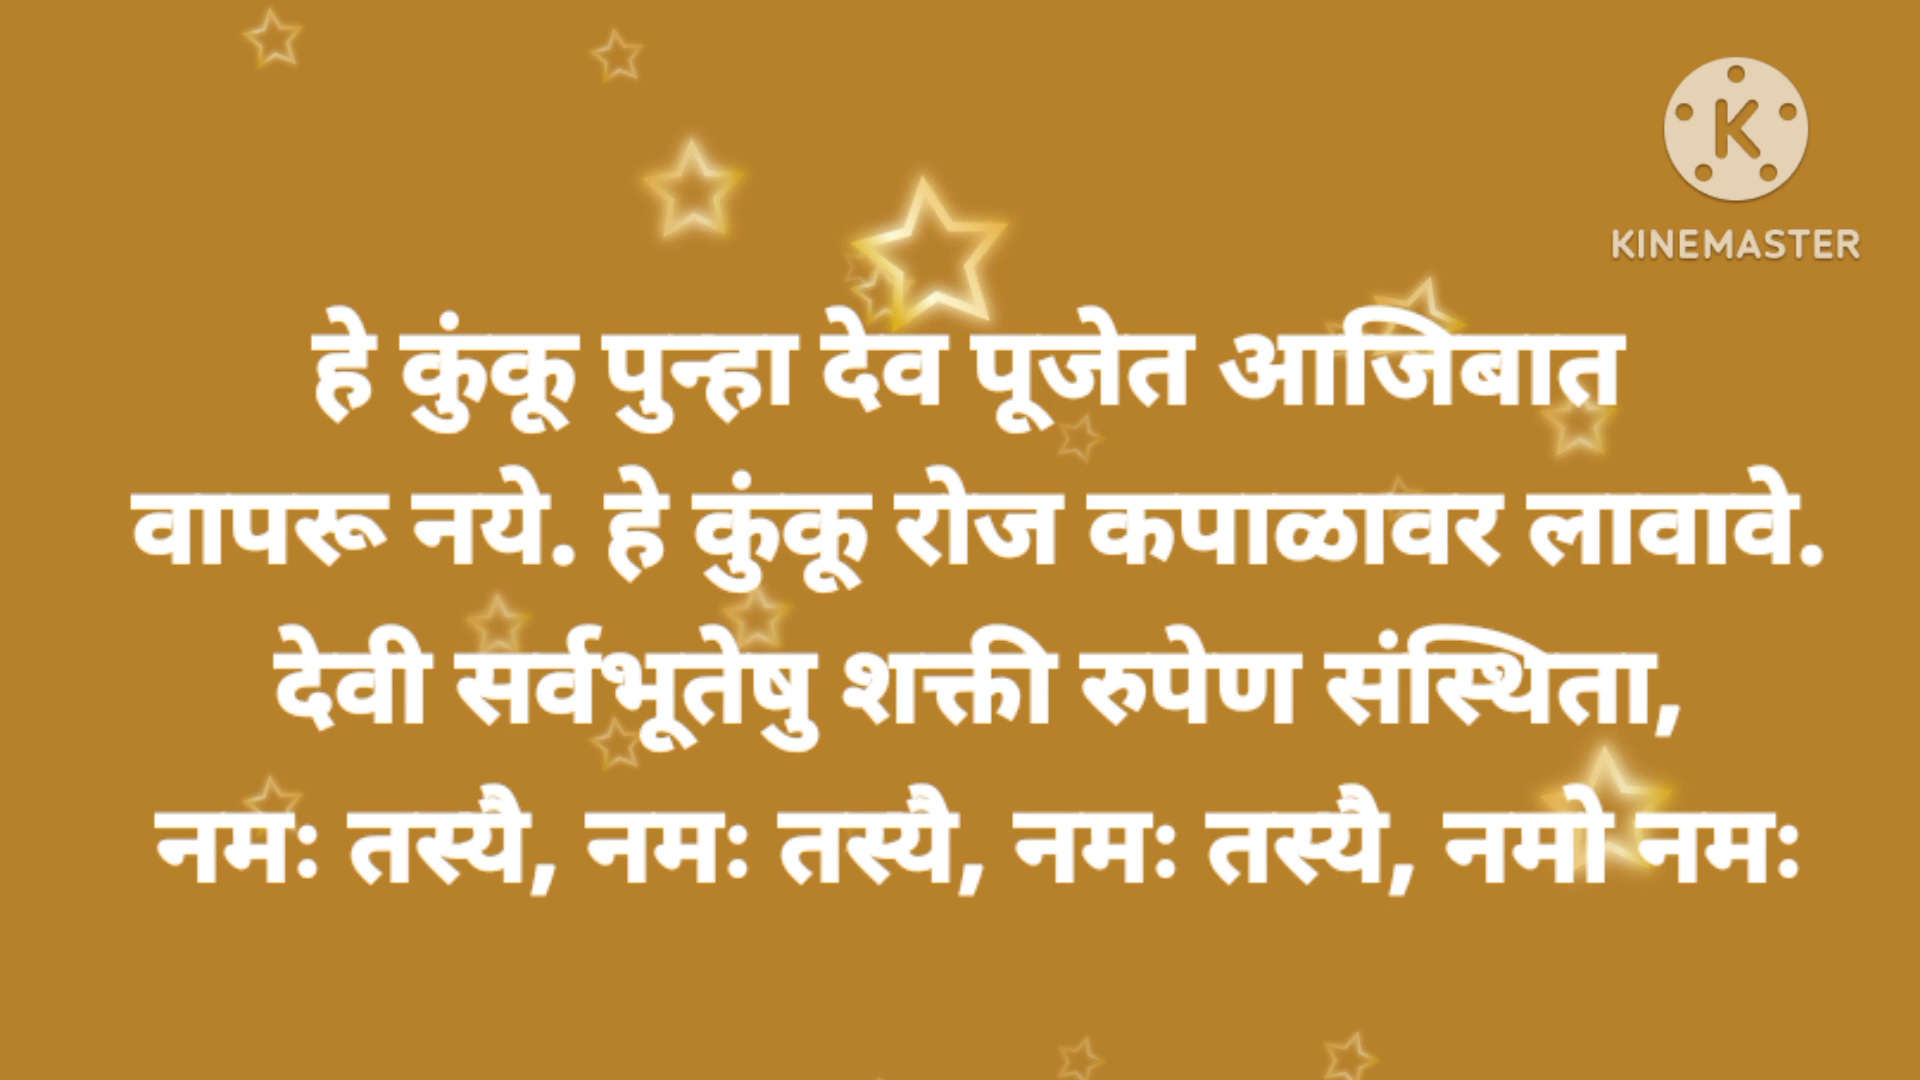 KINEMASTER
हे कुंकू पुन्हा देव पूजेत आजिबात
वापरू नये. हे कुंकू रोज कपाळावर लावावे.
देवी सर्वभूतेषु शक्ती रुपेण संस्थिता,
नमः तस्यै, नमः तस्यै, नमः तस्यै, नमो नमः